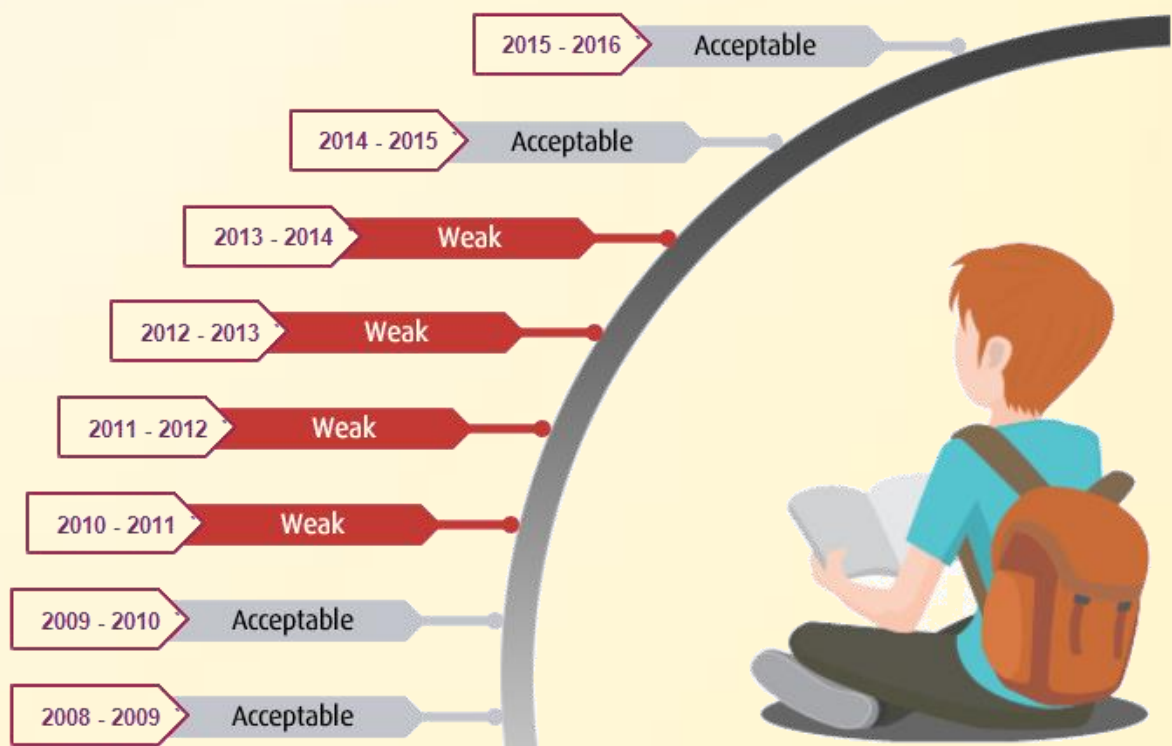 2015 - 2016 Acceptable
2014 - 2015 Acceptable
2013 - 2014 Weak
2012 - 2013 Weak
2011 - 2012 Weak
2010 - 2011 Weak
2009 - 2010 Acceptable
2008 - 2009 Acceptable